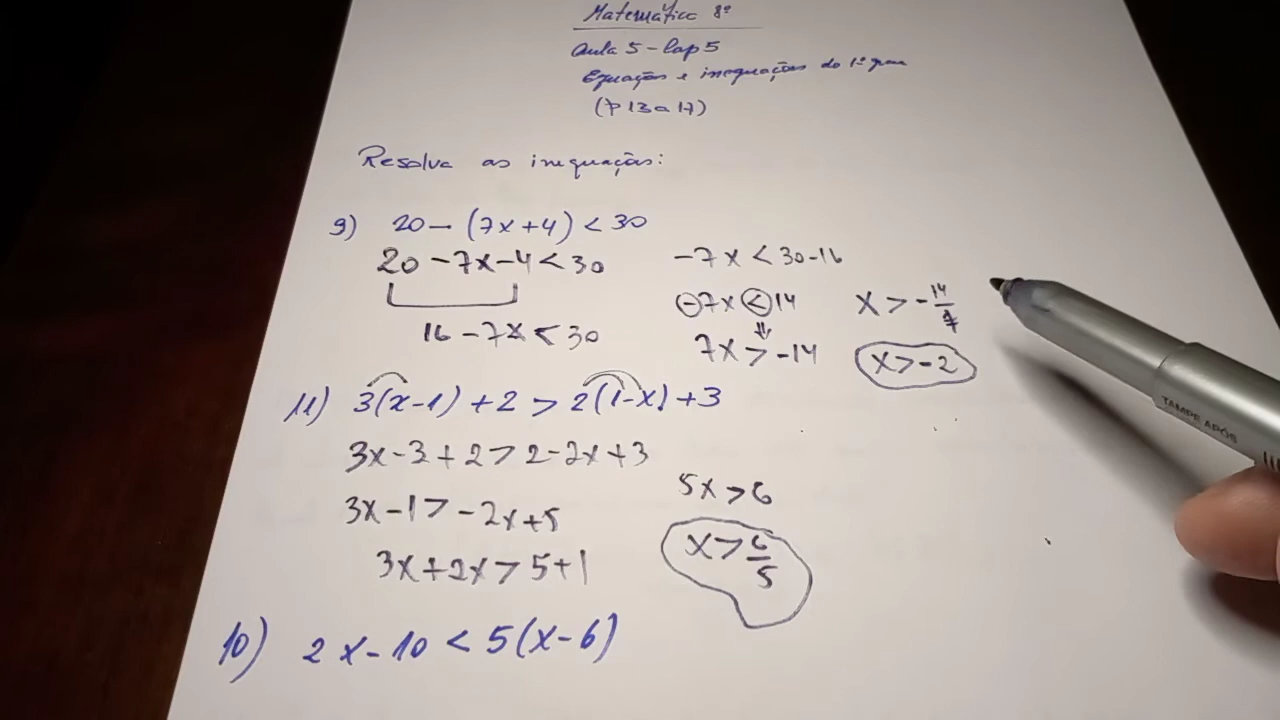 Matemática 8º
Aula 5 - Cap 5
Equações e inequações do 1º grau
(p 13 a 17)
Resolva as inequações:
9) 20 - (7x+4) < 30
20 - 7x - 4 < 30
16 - 7x < 30
-7x < 30-16
-7x < 14
7x > -14
x > -14/7
x > -2
11) 3(x-1) + 2 > 2(1-x) + 3
3x - 3 + 2 > 2 - 2x + 3
3x - 1 > -2x + 5
3x + 2x > 5 + 1
5x > 6
x > 6/5
10) 2x - 10 < 5(x-6)
TAMPE APÓS